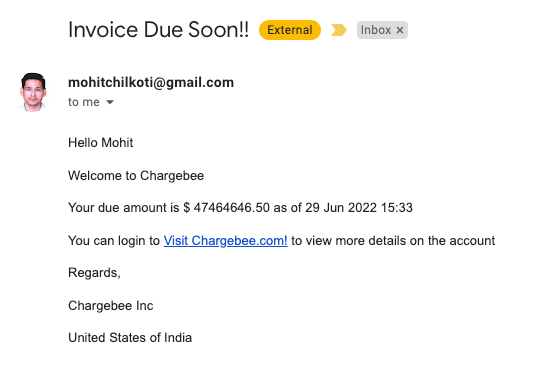 Invoice Due Soon!! External Inbox ×
mohitchilkoti@gmail.com
to me
Hello Mohit
Welcome to Chargebee
Your due amount is $ 47464646.50 as of 29 Jun 2022 15:33
You can login to Visit Chargebee.com! to view more details on the account
Regards,
Chargebee Inc
United States of India